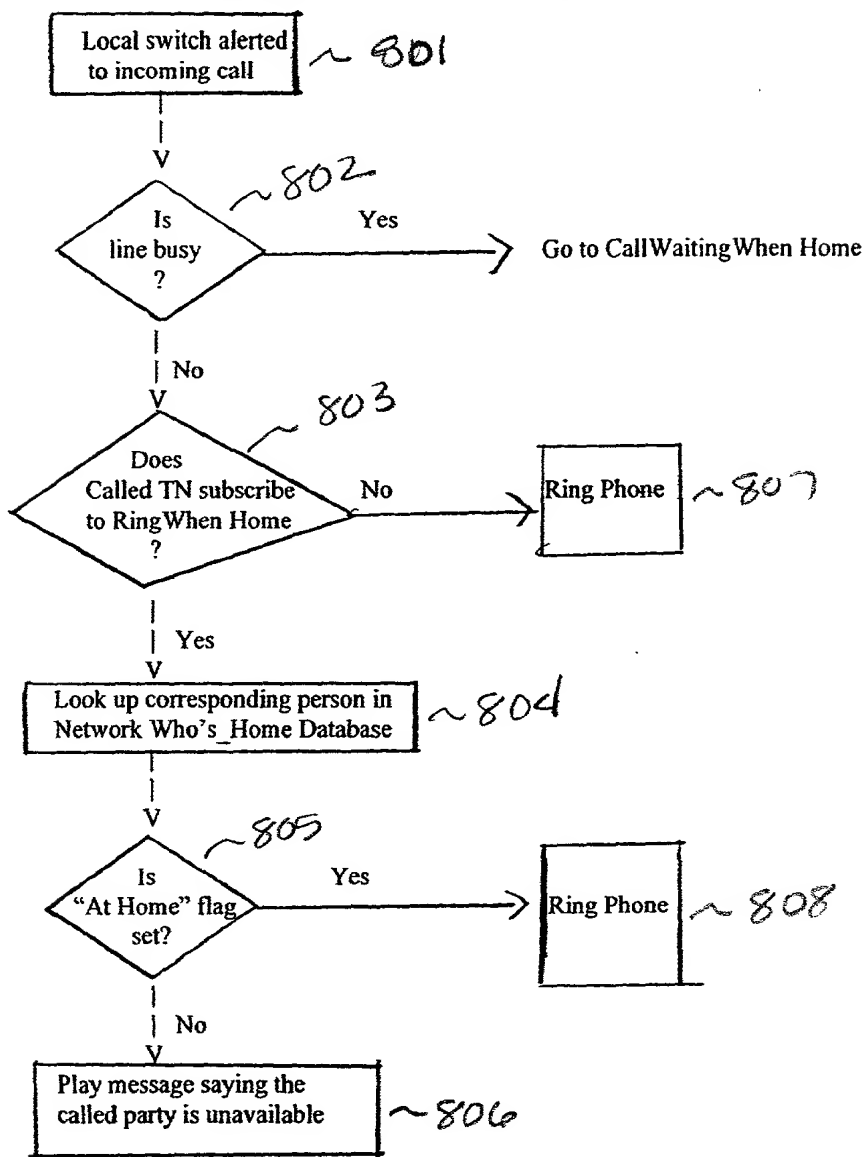 Local switch alerted
to incoming call
~ 801
~802
Is
line busy
?
Yes
Go to CallWaitingWhen Home
No
~ 803
Does
Called TN subscribe
to RingWhen Home
?
No
Ring Phone
~ 807
Yes
Look up corresponding person in
Network Who's_Home Database
~ 804
~805
Is
“At Home” flag
set?
Yes
Ring Phone
~ 808
No
Play message saying the
called party is unavailable
~ 806